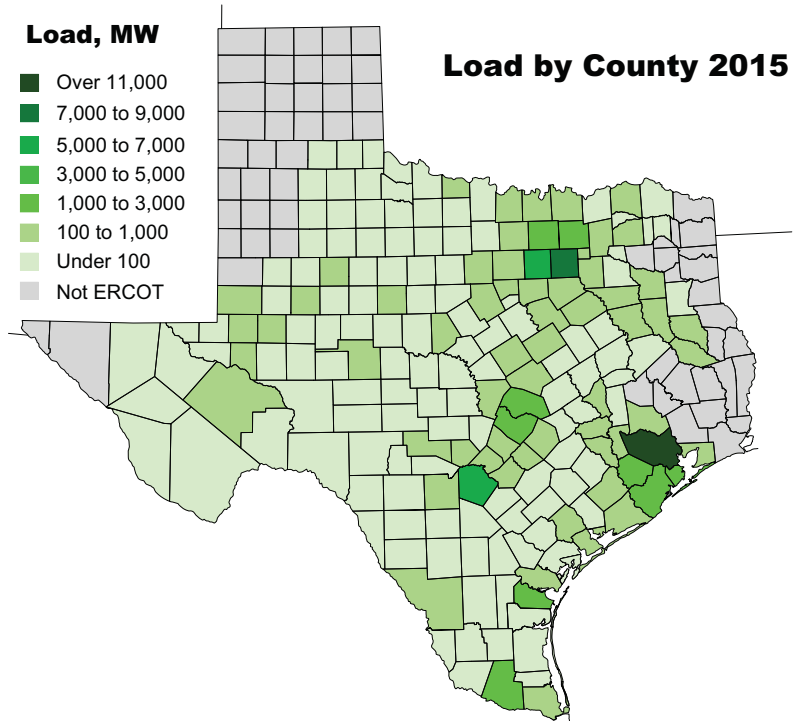 Load, MW
Load by County 2015
Over 11,000
7,000 to 9,000
5,000 to 7,000
3,000 to 5,000
1,000 to 3,000
100 to 1,000
Under 100
Not ERCOT